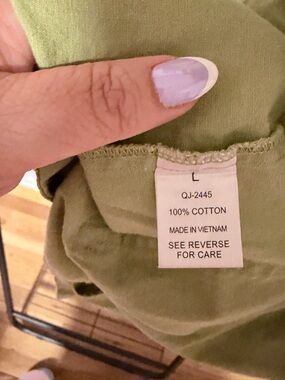 L
QJ-2445
100% COTTON
MADE IN VIETNAM
SEE REVERSE
FOR CARE